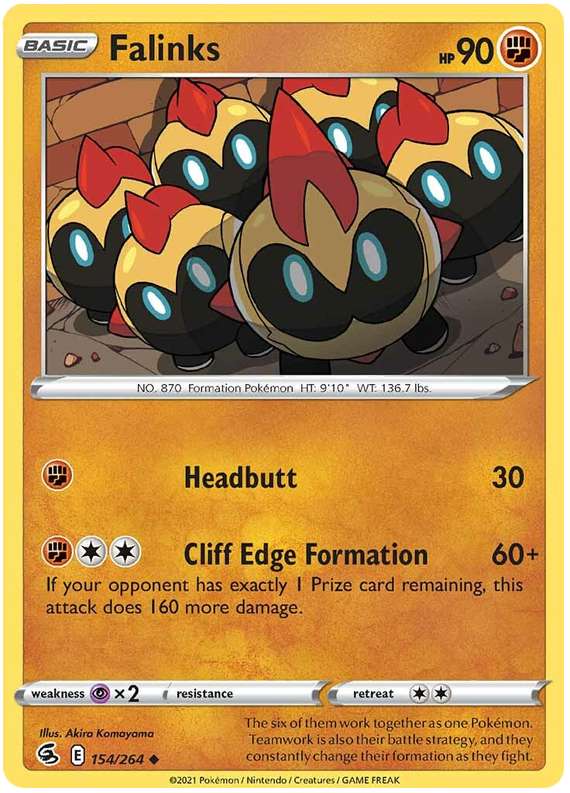 BASIC Falinks HP 90
NO. 870 Formation Pokémon HT: 9'10" WT: 136.7 lbs.
Headbutt 30
Cliff Edge Formation 60+
If your opponent has exactly 1 Prize card remaining, this
attack does 160 more damage.
weakness ×2 resistance retreat
Illus. Akira Komayama
The six of them work together as one Pokémon.
Teamwork is also their battle strategy, and they
constantly change their formation as they fight.
E 154/264
©2021 Pokémon / Nintendo / Creatures / GAME FREAK